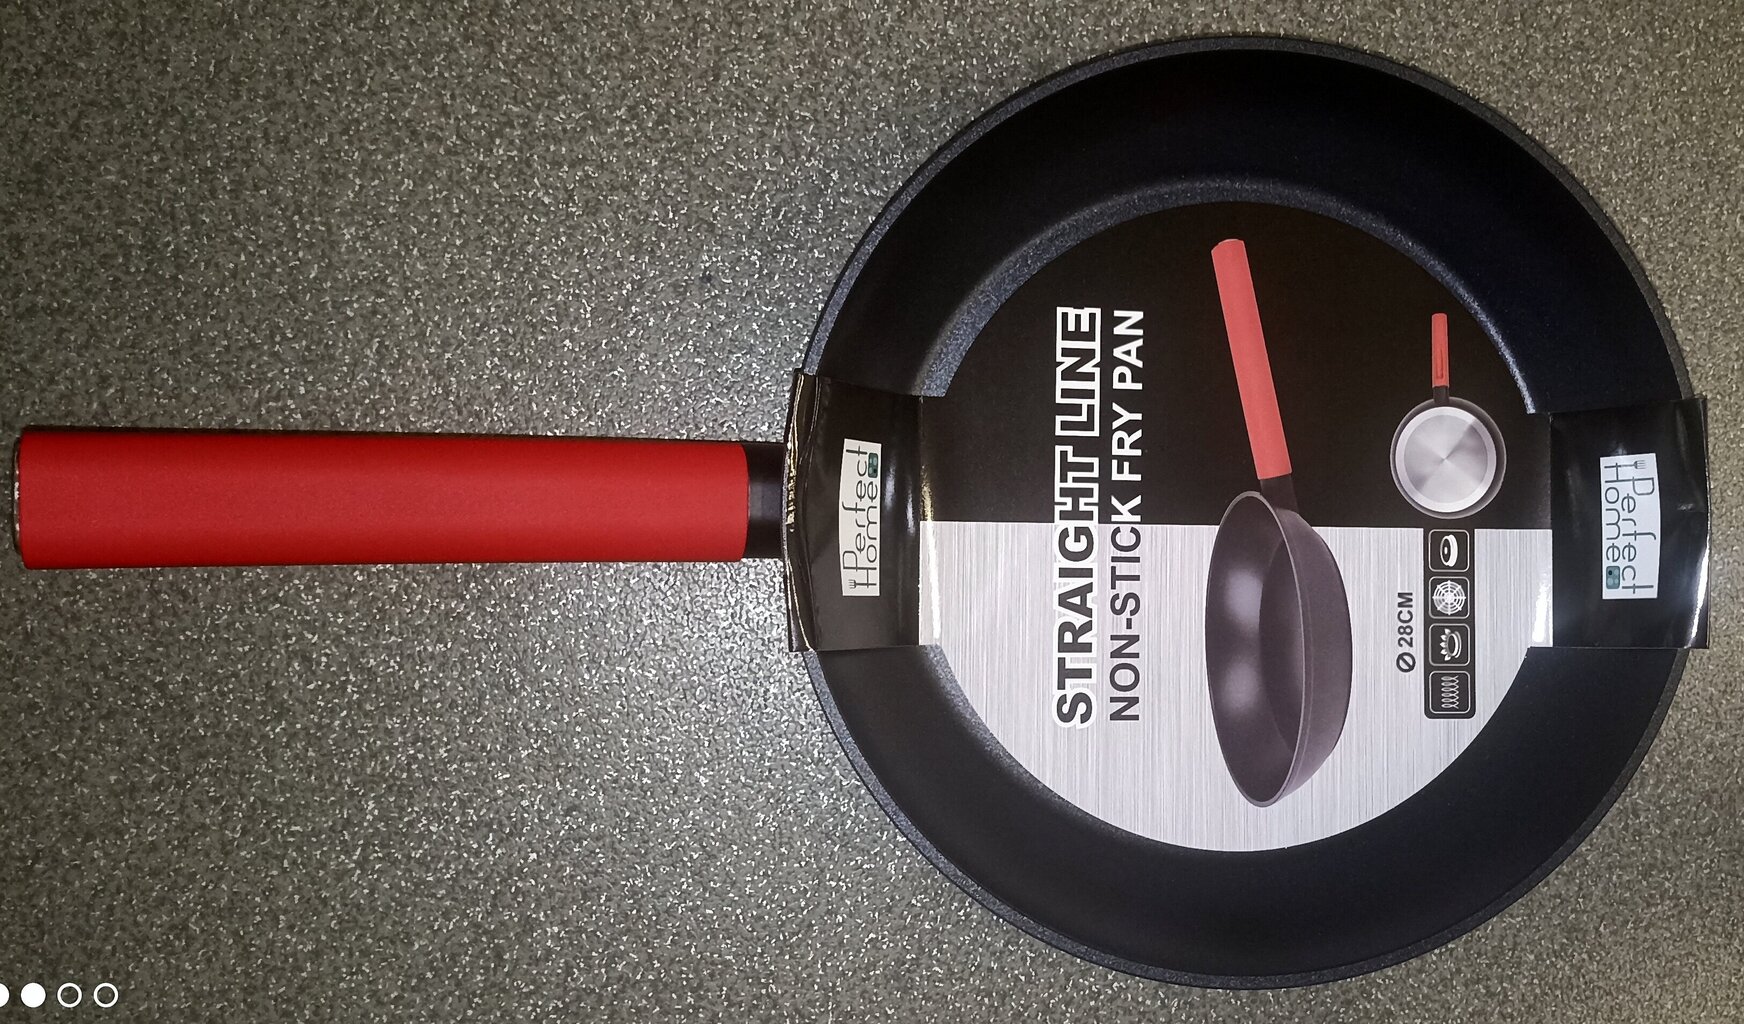 Perfect
Home
STRAIGHT LINE
NON-STICK FRY PAN
Ø 28CM
Perfect
Home